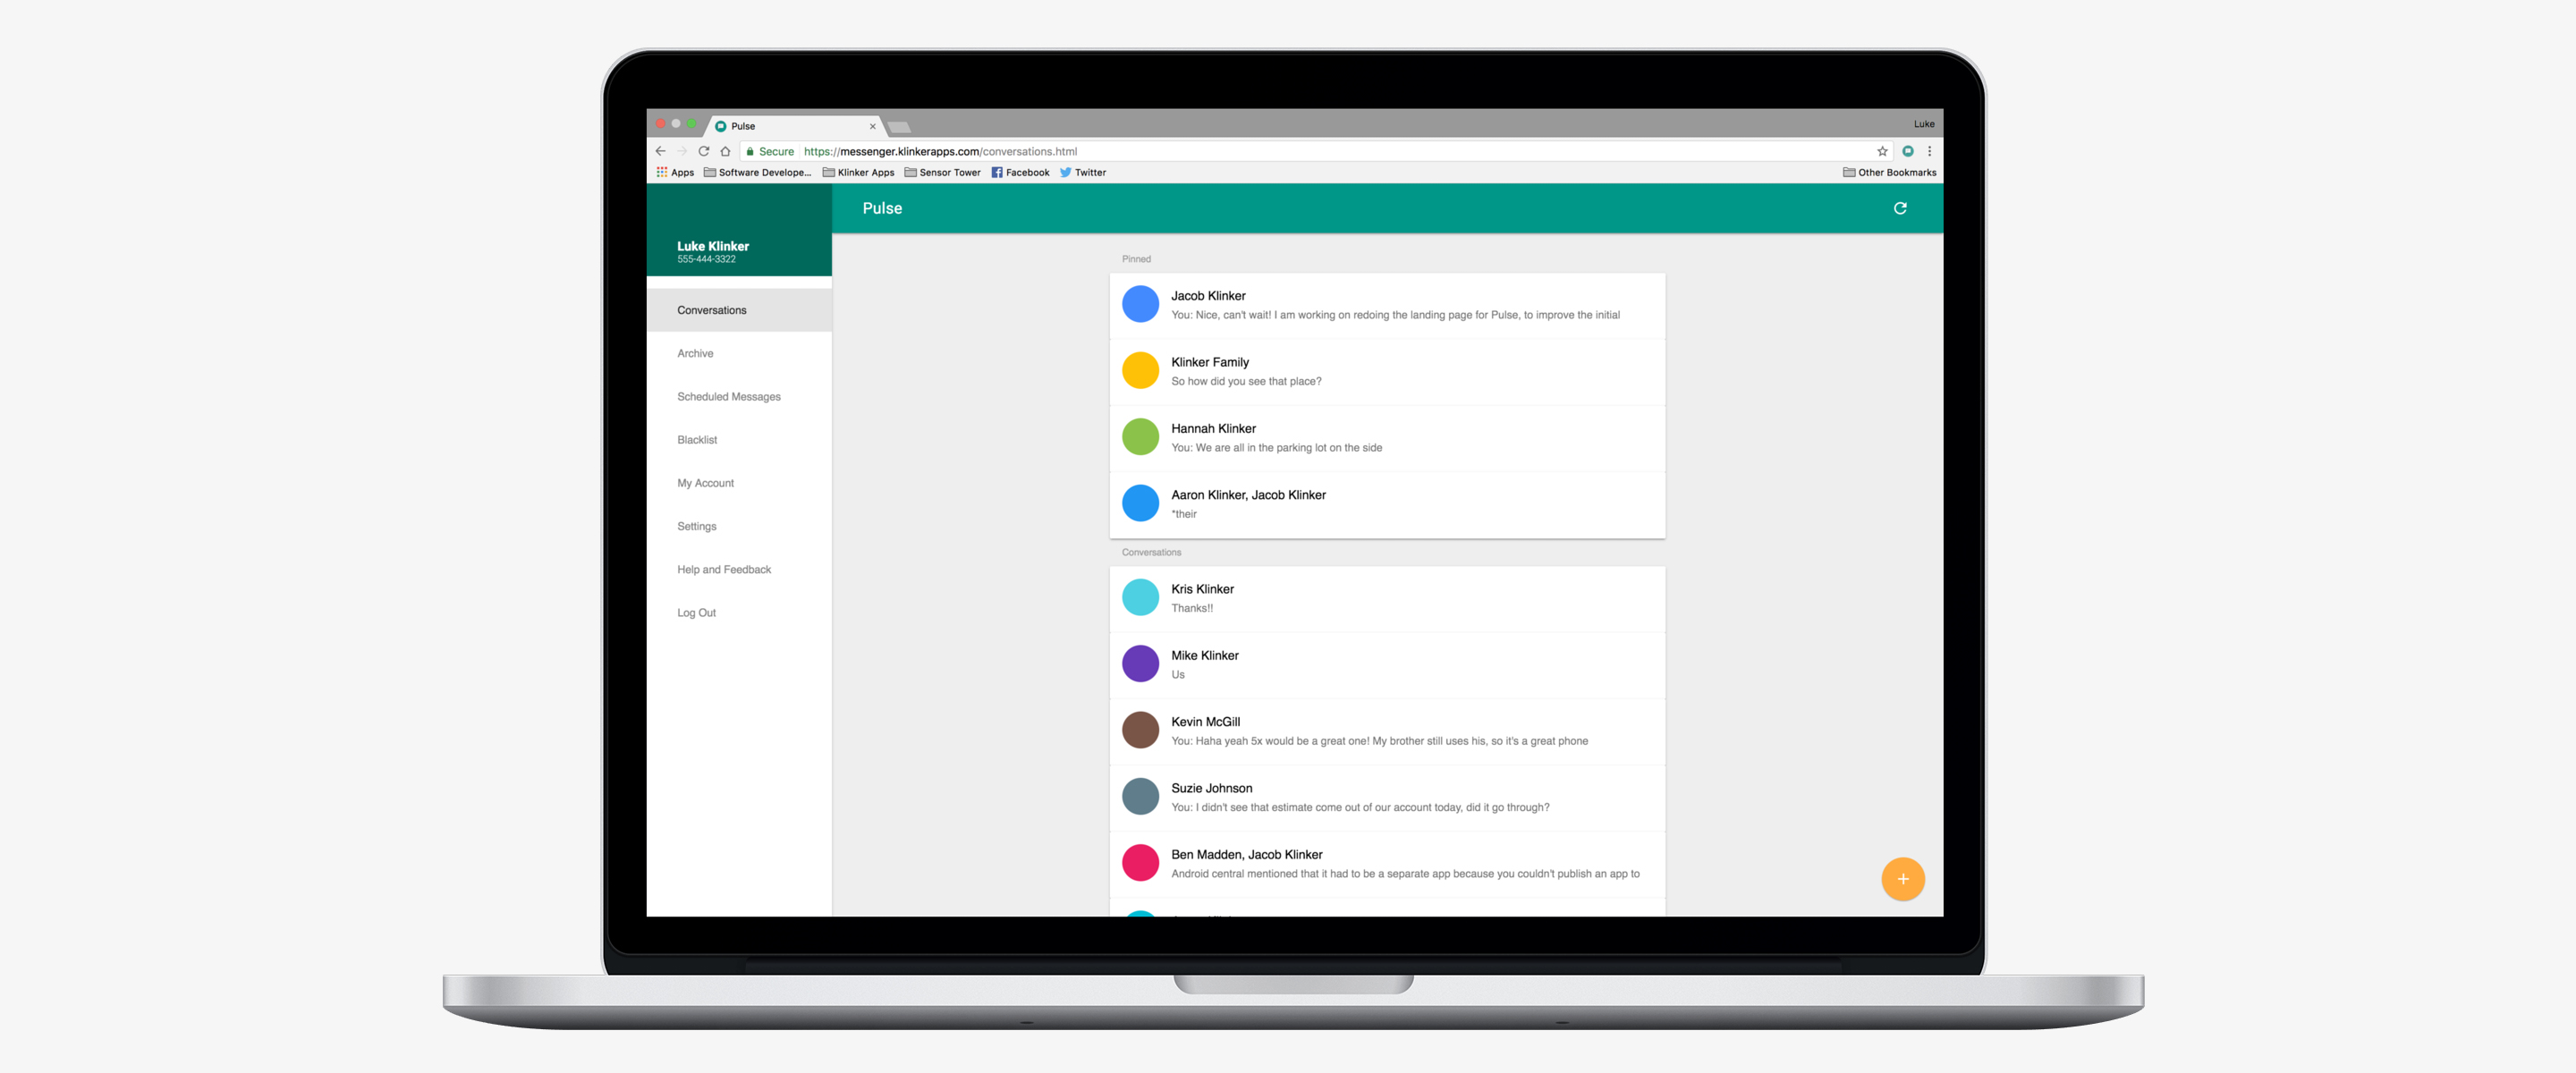 Pulse
Luke
Secure https://messenger.klinkerapps.com/conversations.html
Apps Software Develope... Klinker Apps Sensor Tower Facebook Twitter Other Bookmarks
Pulse
Luke Klinker
555-444-3322
Conversations
Archive
Scheduled Messages
Blacklist
My Account
Settings
Help and Feedback
Log Out
Pinned
Jacob Klinker
You: Nice, can't wait! I am working on redoing the landing page for Pulse, to improve the initial
Klinker Family
So how did you see that place?
Hannah Klinker
You: We are all in the parking lot on the side
Aaron Klinker, Jacob Klinker
*their
Conversations
Kris Klinker
Thanks!!
Mike Klinker
Us
Kevin McGill
You: Haha yeah 5x would be a great one! My brother still uses his, so it's a great phone
Suzie Johnson
You: I didn't see that estimate come out of our account today, did it go through?
Ben Madden, Jacob Klinker
Android central mentioned that it had to be a separate app because you couldn't publish an app to